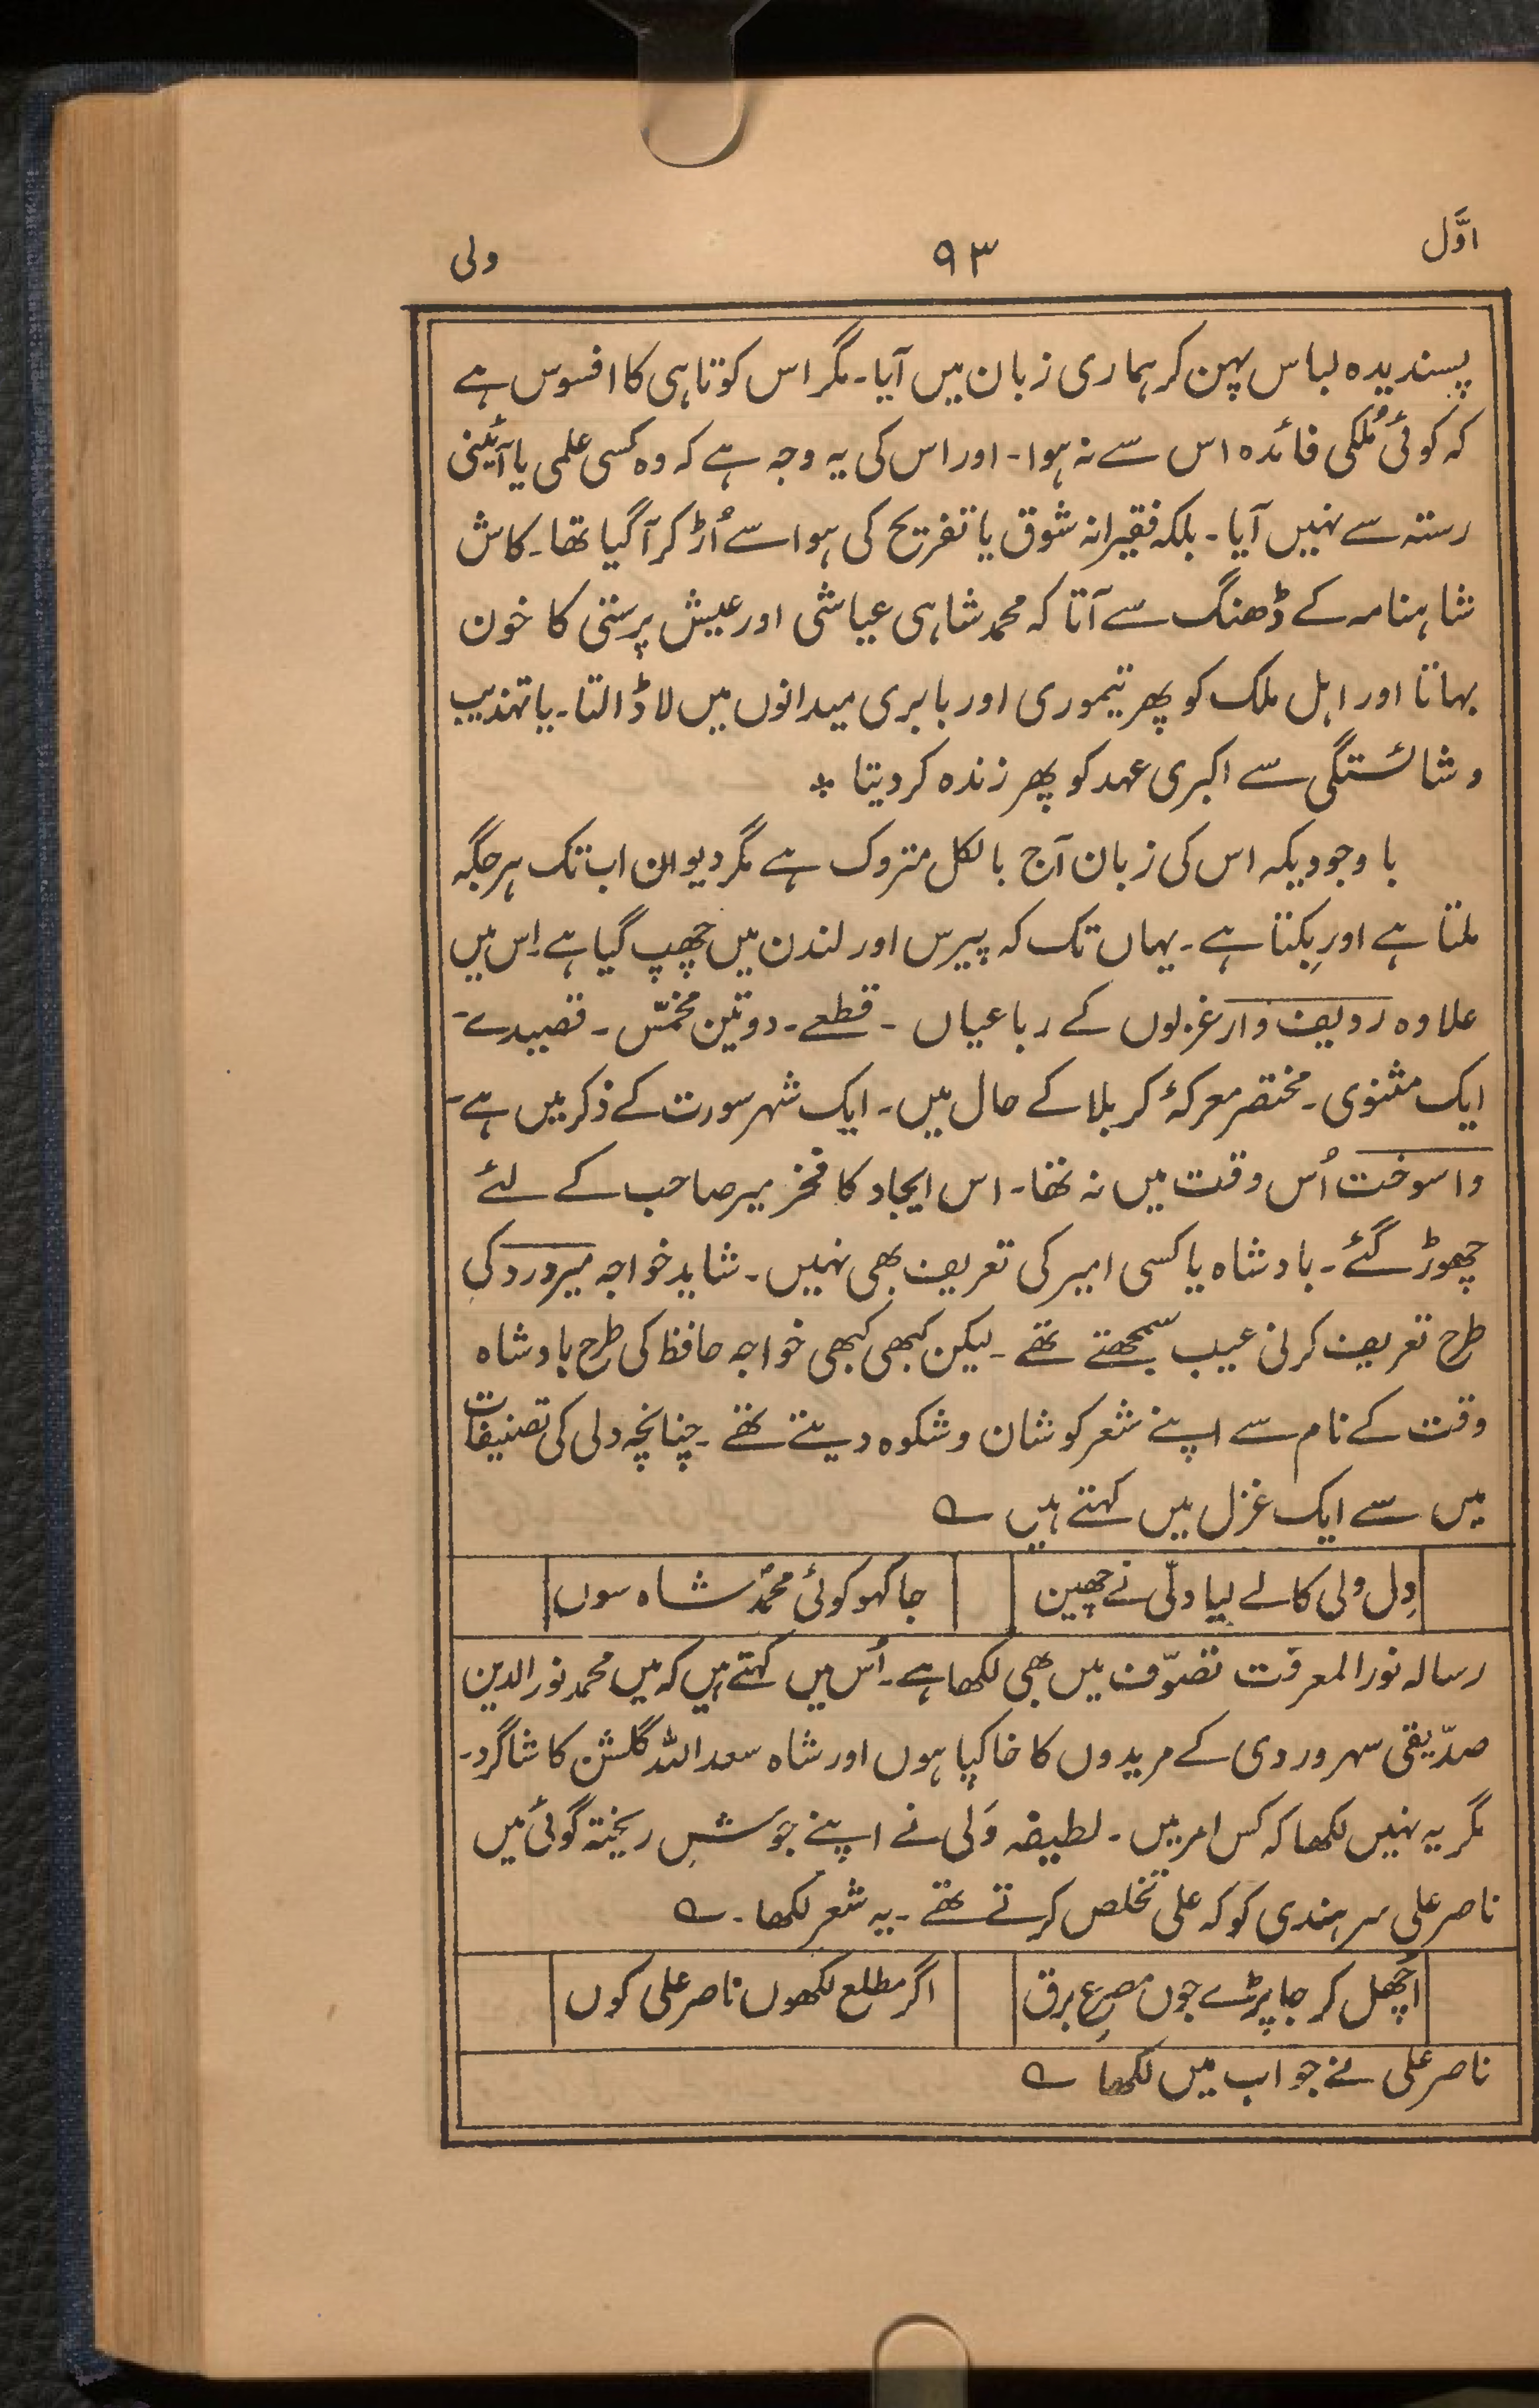 اوّل ۹۳ ولی
پسندیدہ لباس پہن کر ہماری زبان میں آیا۔ مگر اس کوتاہی کا افسوس ہے
کہ کوئی مُلکی فائدہ اس سے نہ ہوا۔ اور اس کی یہ وجہ ہے کہ وہ کسی علمی یا آئینی
رستہ سے نہیں آیا۔ بلکہ فقیرانہ شوق یا تفریح کی ہوا سے اُڑ کر آ گیا تھا۔ کاش
شاہنامہ کے ڈھنگ سے آتا کہ محمد شاہی عیاشی اور عیش پرستی کا خون
بہاتا اور اہل ملک کو پھر تیموری اور بابری میدانوں میں لا ڈالتا۔ یا تہذیب
و شائستگی سے اکبری عہد کو پھر زندہ کر دیتا *
با وجودیکہ اس کی زبان آج بالکل متروک ہے مگر دیوان اب تک ہر جگہ
ملتا ہے اور بِکتا ہے۔ یہاں تک کہ پیرس اور لندن میں چھپ گیا ہے اِس میں
علاوہ ردیف وار غزلوں کے رباعیاں ۔ قطعے۔ دو تین مخمّس ۔ قصیدے۔
ایک مثنوی۔ مختصر معرکۂ کربلا کے حال میں۔ ایک شہر سورت کے ذکر میں ہے۔
واسوخت اُس وقت میں نہ تھا۔ اس ایجاد کا فخر میر صاحب کے لئے
چھوڑ گئے۔ بادشاہ یا کسی امیر کی تعریف بھی نہیں۔ شاید خواجہ میر درد کی
طرح تعریف کرنی عیب سمجھتے تھے۔ لیکن کبھی کبھی خواجہ حافظ کی طرح بادشاہ
وقت کے نام سے اپنے شعر کو شان و شکوہ دیتے تھے۔ چنانچہ ولی کی تصنیفات
میں سے ایک غزل میں کہتے ہیں ؎
دِل ولی کا لے لیا دلّی نے چھین جا کہو کوئی محمدؐ شاہ سوں
رسالہ نور المعرفت تصوّف میں بھی لکھا ہے۔ اُس میں کہتے ہیں کہ میں محمد نور الدین
صدّیقی سہروردی کے مریدوں کا خاکپا ہوں اور شاہ سعد اللہ گلشن کا شاگرد۔
مگر یہ نہیں لکھا کہ کس امر میں۔ لطیفہ وَلی نے اپنے جوشِ ریختہ گوئی میں
ناصر علی سرہندی کو کہ علی تخلص کرتے تھے۔ یہ شعر لکھا۔ ؎
اُچھل کر جا پڑے جوں مصرعِ برق اگر مطلع لکھوں ناصر علی کوں
ناصر علی نے جواب میں لکھا ؎